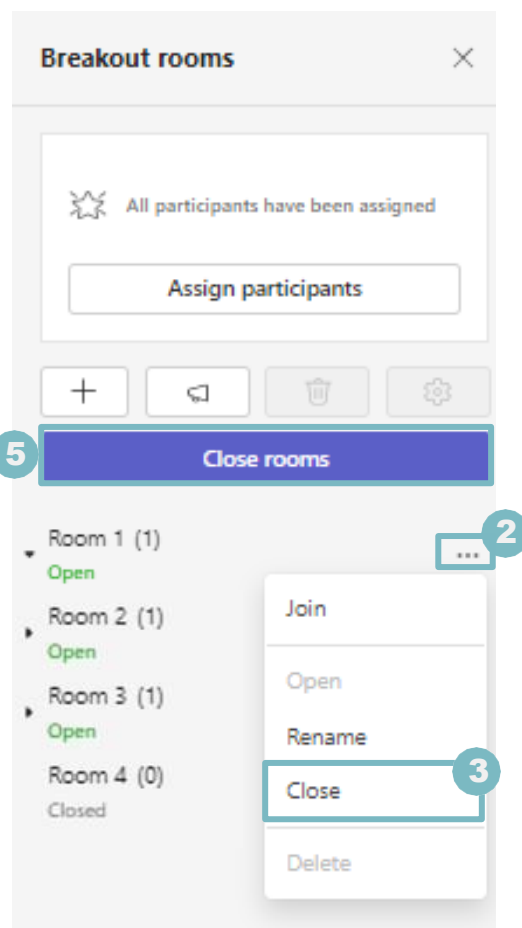 Breakout rooms
All participants have been assigned
Assign participants
5
Close rooms
Room 1 (1)
Open
2
...
Room 2 (1)
Open
Room 3 (1)
Open
Room 4 (0)
Closed
Join
Open
Rename
3
Close
Delete